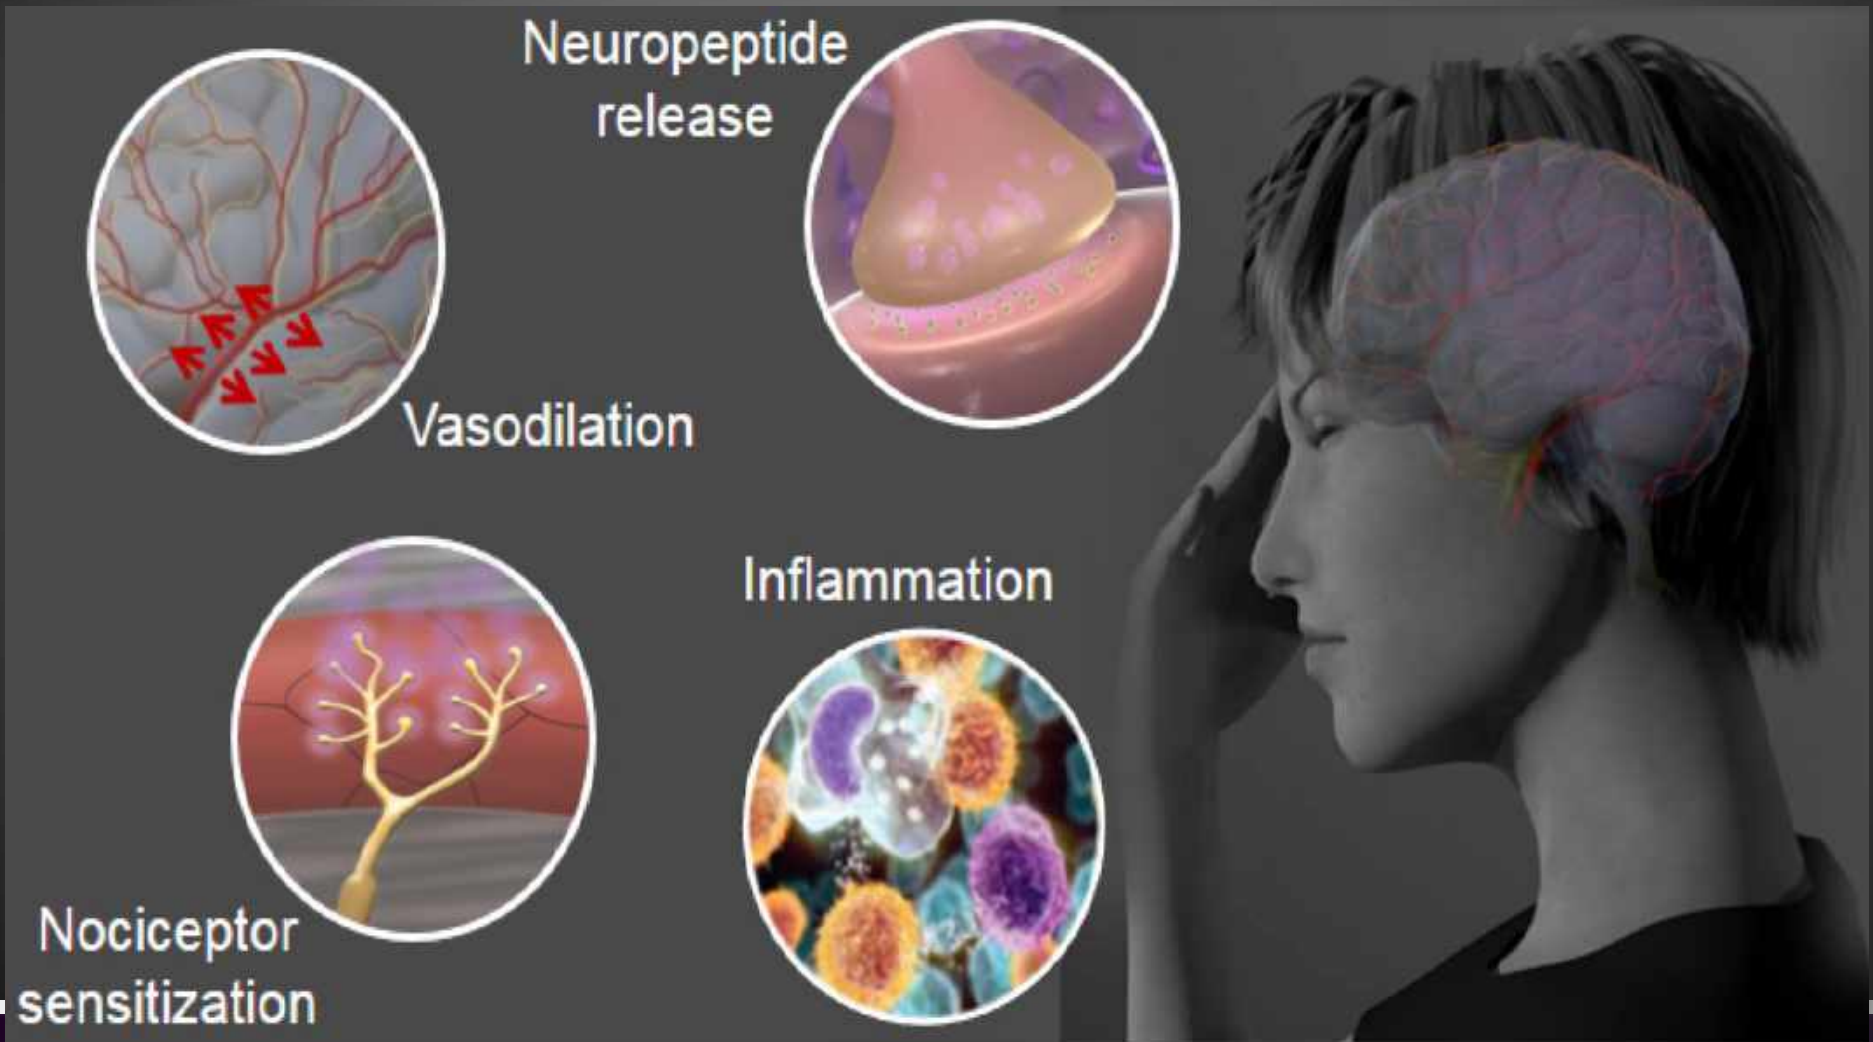 Neuropeptide
release
Vasodilation
Inflammation
Nociceptor
sensitization